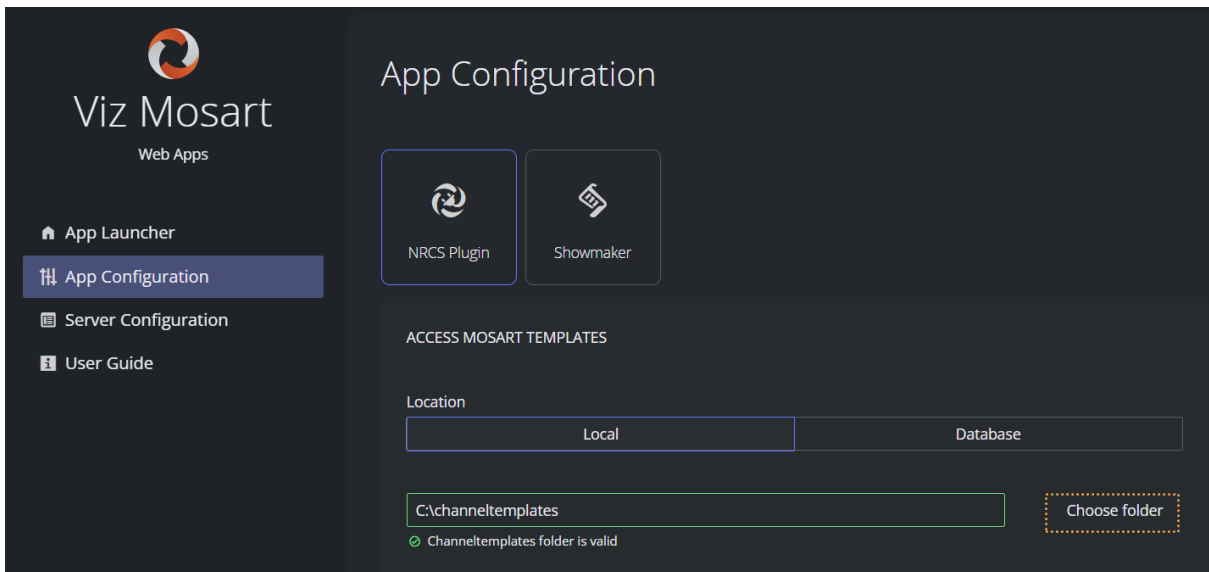 Viz Mosart
Web Apps
App Launcher
App Configuration
Server Configuration
User Guide
App Configuration
NRCS Plugin
Showmaker
ACCESS MOSART TEMPLATES
Location
Local
Database
C:\channeltemplates
Choose folder
Channeltemplates folder is valid